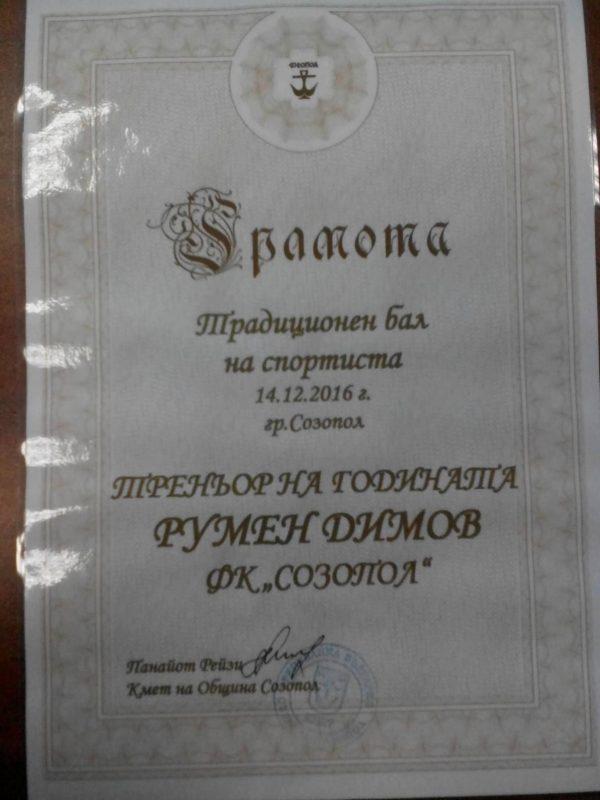 Грамота
Традиционен бал
на спортиста
14.12.2016 г.
гр.Созопол
ТРЕНЬОР НА ГОДИНАТА
РУМЕН ДИМОВ
ФК „СОЗОПОЛ“
Панайот Рейзи
Кмет на Община Созопол